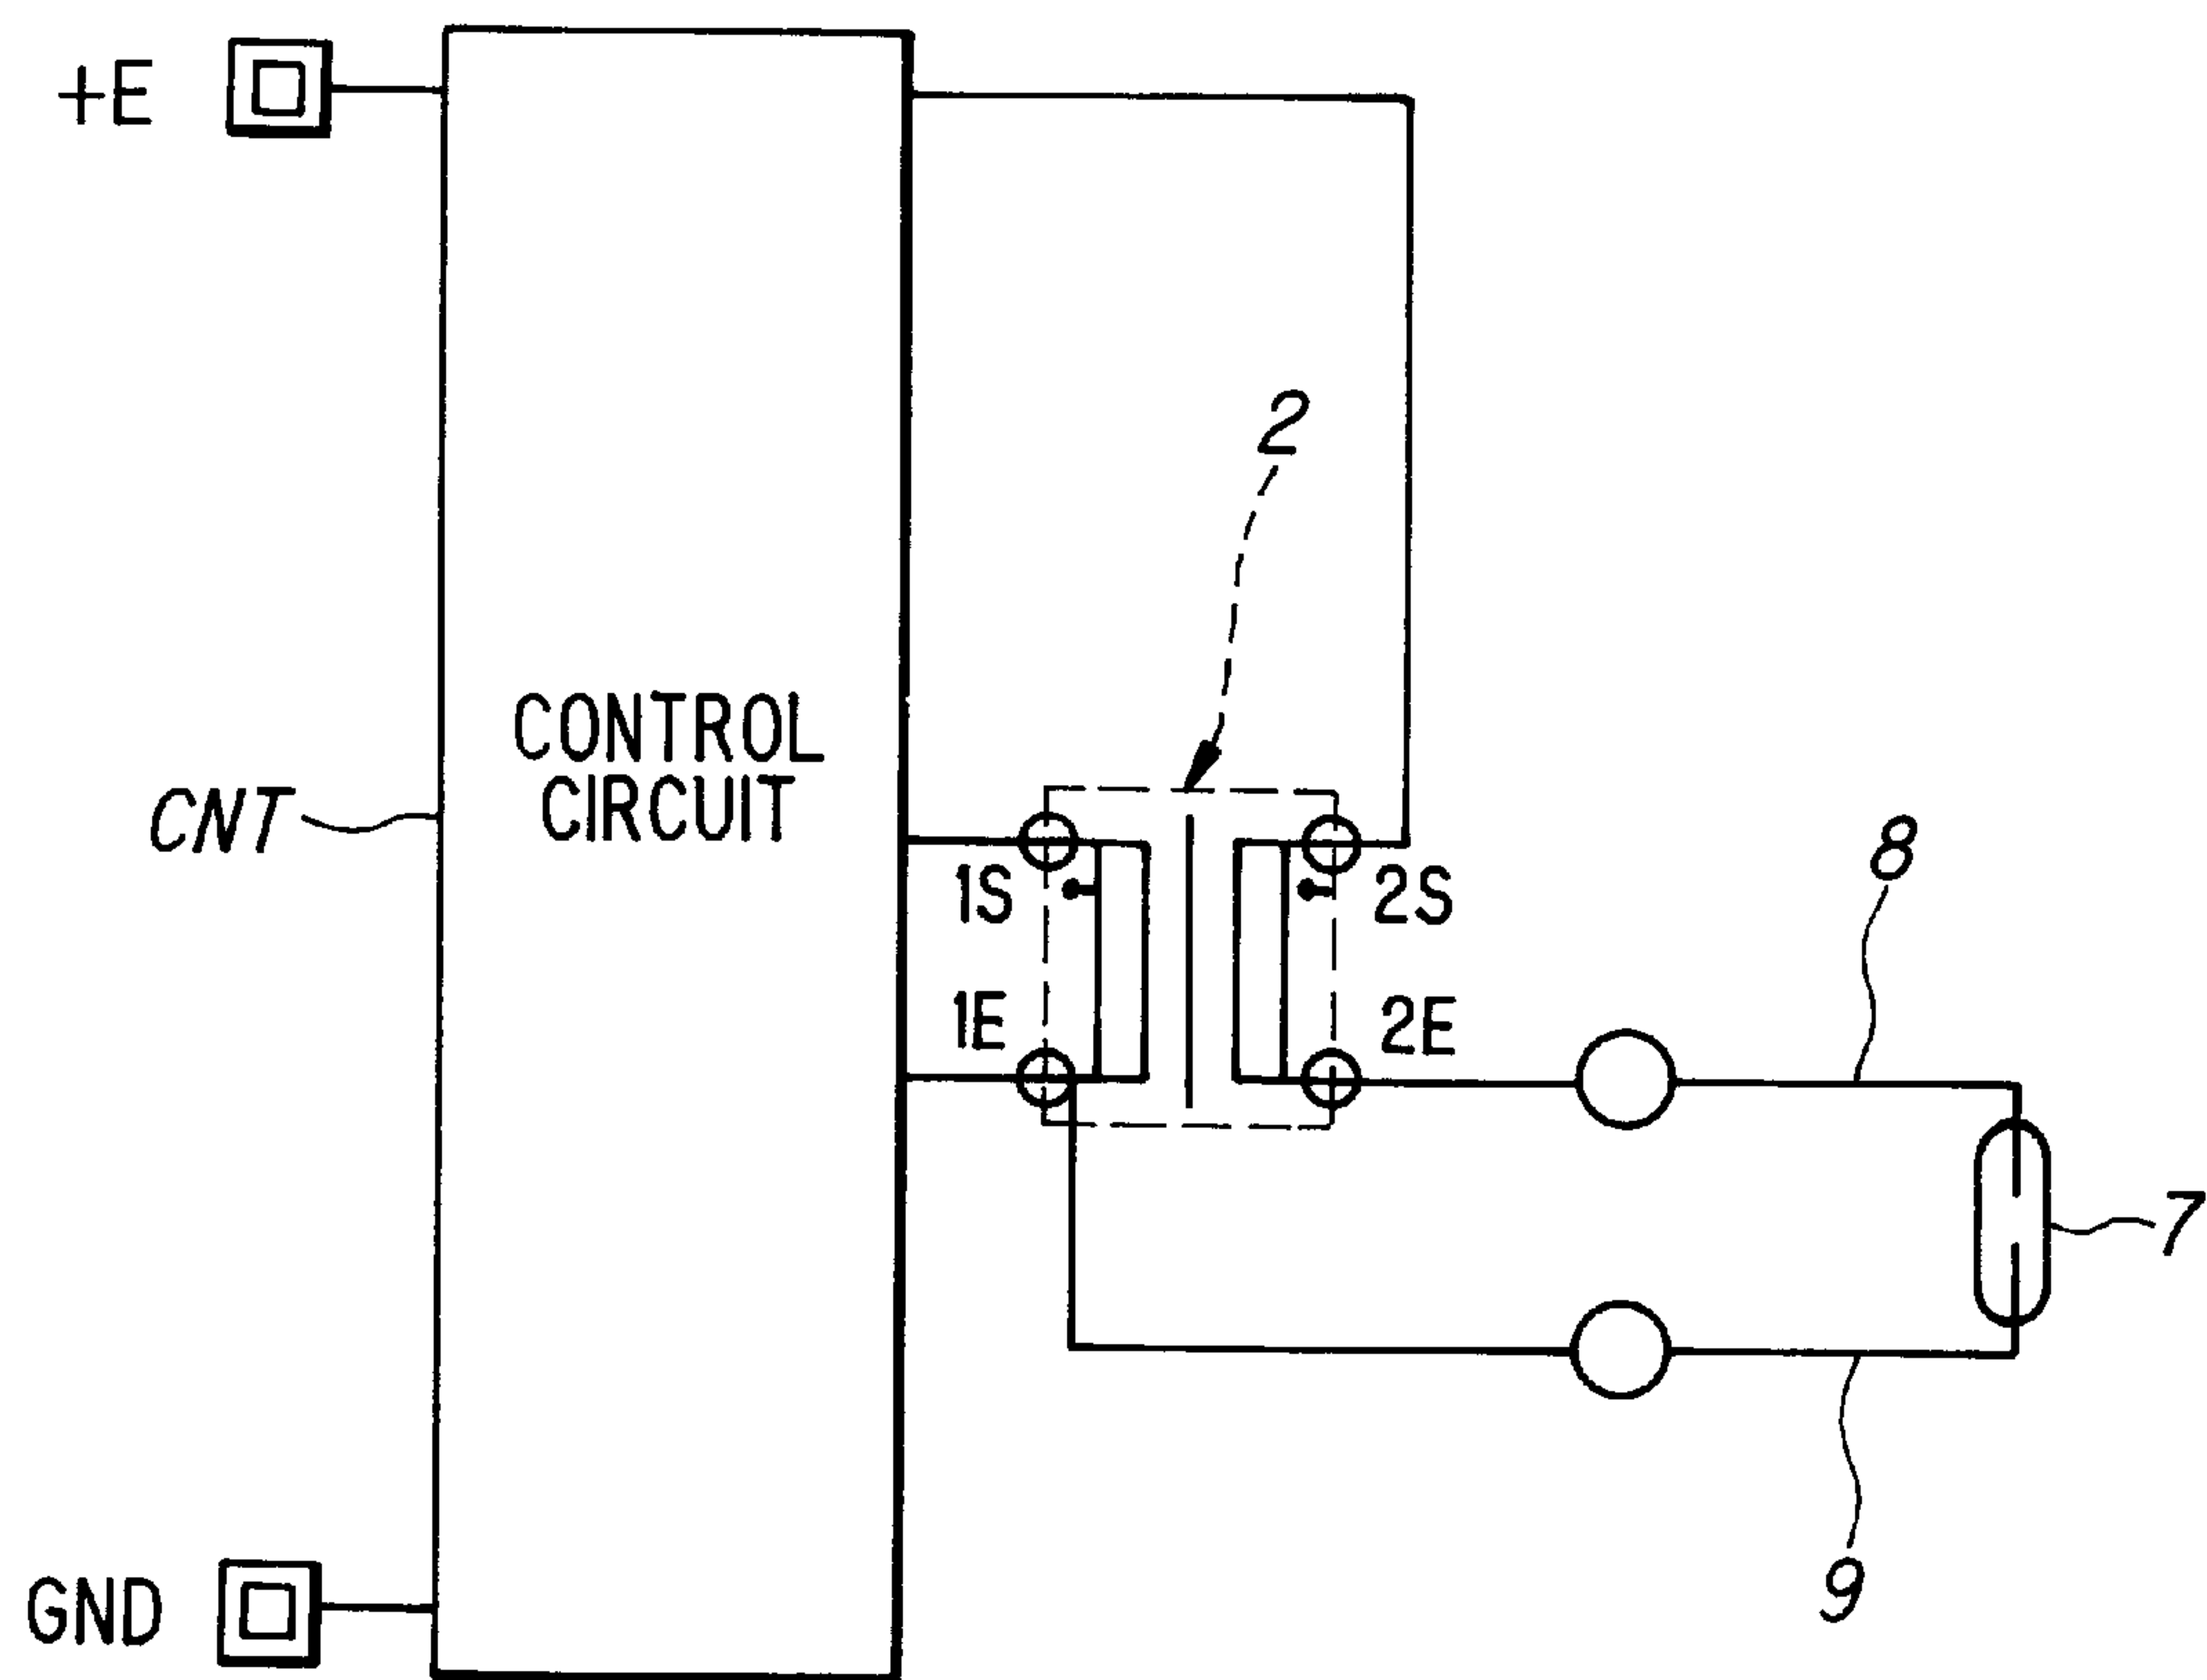 +E
2
CONTROL
CIRCUIT
CNT
1S
2S
8
1E
2E
7
9
GND